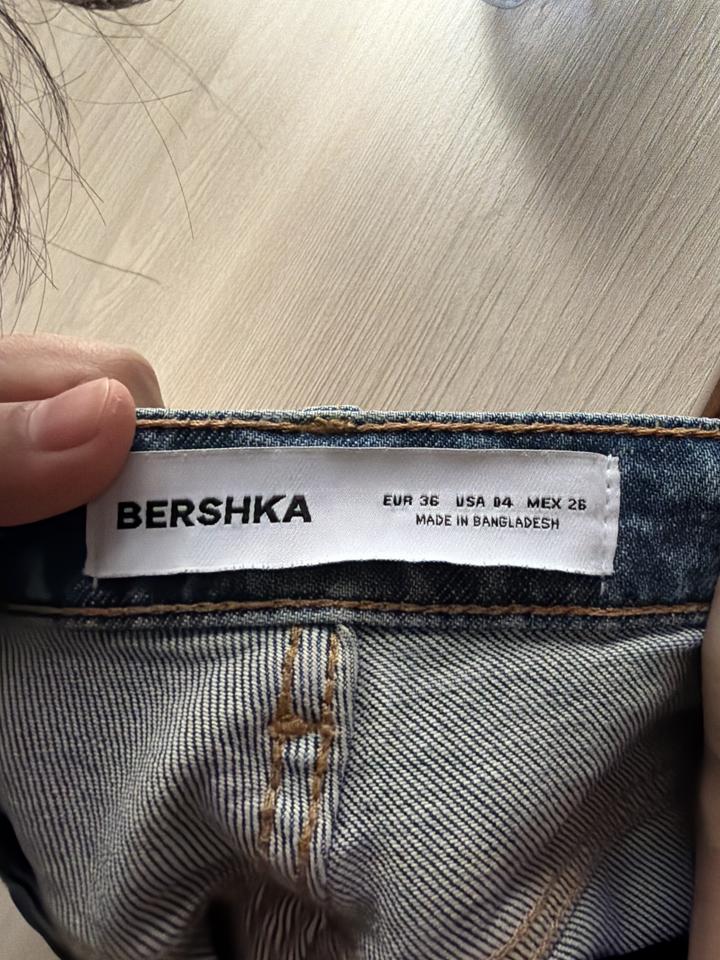 BERSHKA
EUR 36 USA 04 MEX 26
MADE IN BANGLADESH